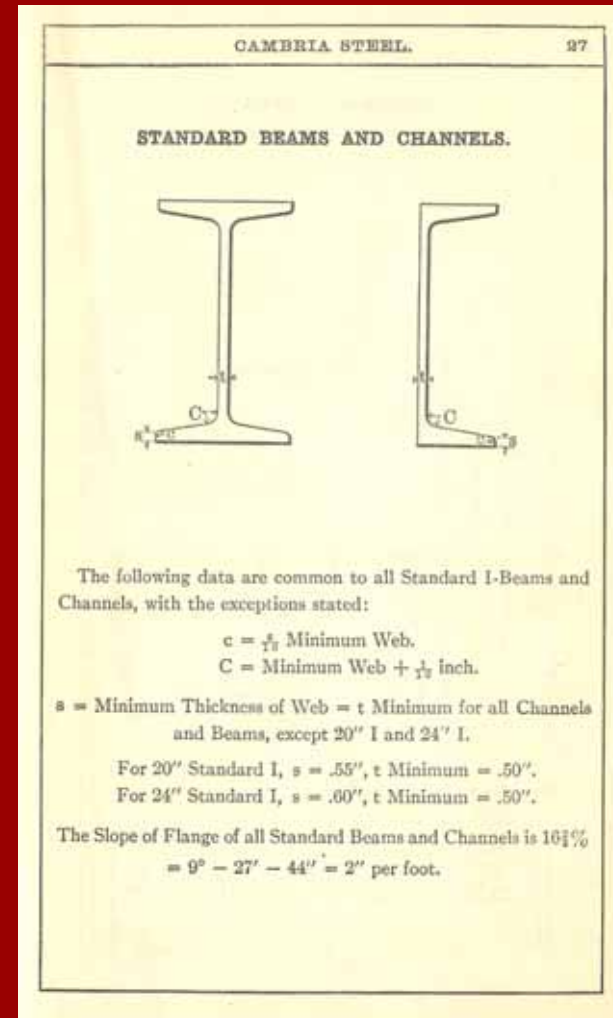 CAMBRIA STEEL. 27
STANDARD BEAMS AND CHANNELS.
t t
C C
s c c s
The following data are common to all Standard I-Beams and
Channels, with the exceptions stated:
c = 6/10 Minimum Web.
C = Minimum Web + 1/10 inch.
s = Minimum Thickness of Web = t Minimum for all Channels
and Beams, except 20" I and 24" I.
For 20" Standard I, s = .55", t Minimum = .50".
For 24" Standard I, s = .60", t Minimum = .50".
The Slope of Flange of all Standard Beams and Channels is 16⅔%
= 9° — 27′ — 44″ = 2" per foot.